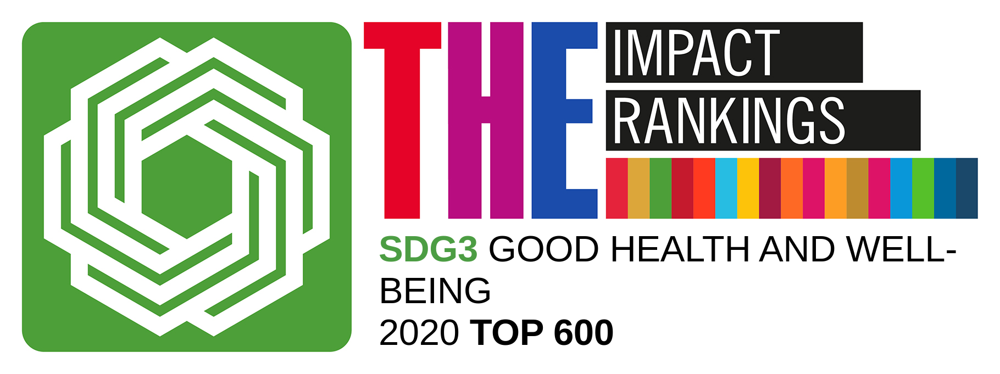 THE IMPACT
RANKINGS
SDG3 GOOD HEALTH AND WELL-
BEING
2020 TOP 600